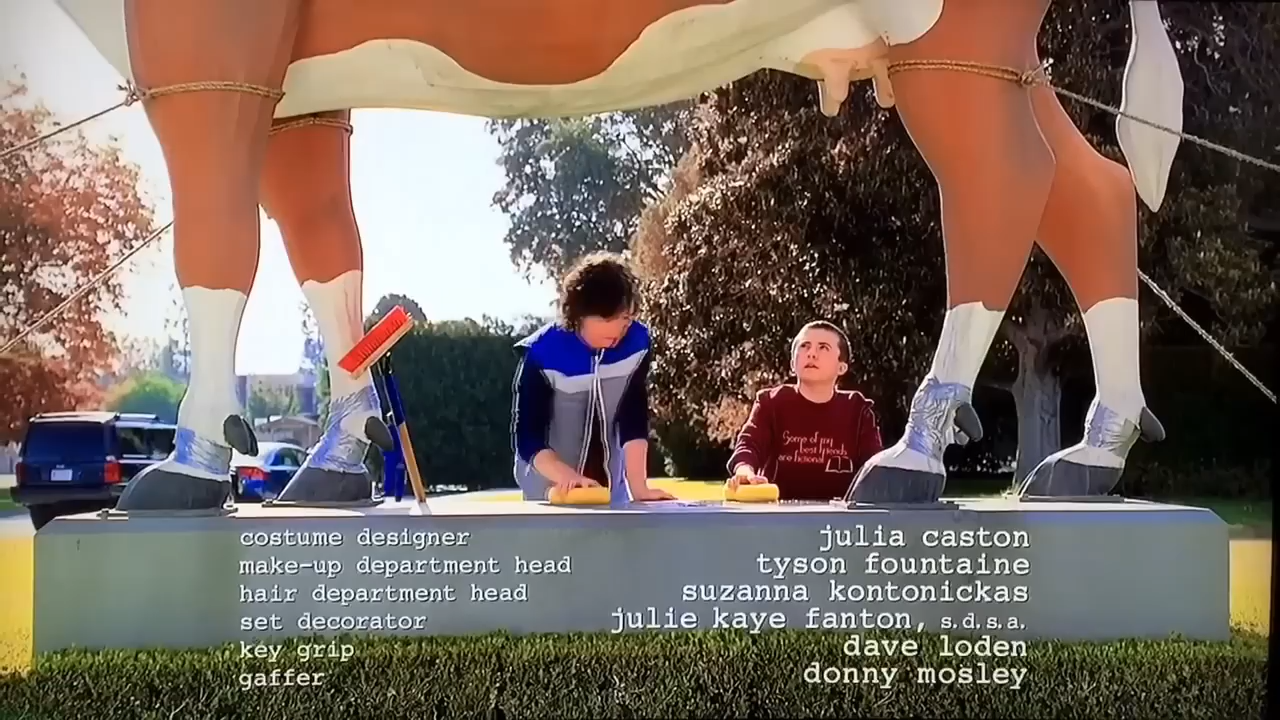 Some of my
best friends
are fictional
costume designer julia caston
make-up department head tyson fountaine
hair department head suzanna kontonickas
set decorator julie kaye fanton, s.d.s.a.
key grip dave loden
gaffer donny mosley